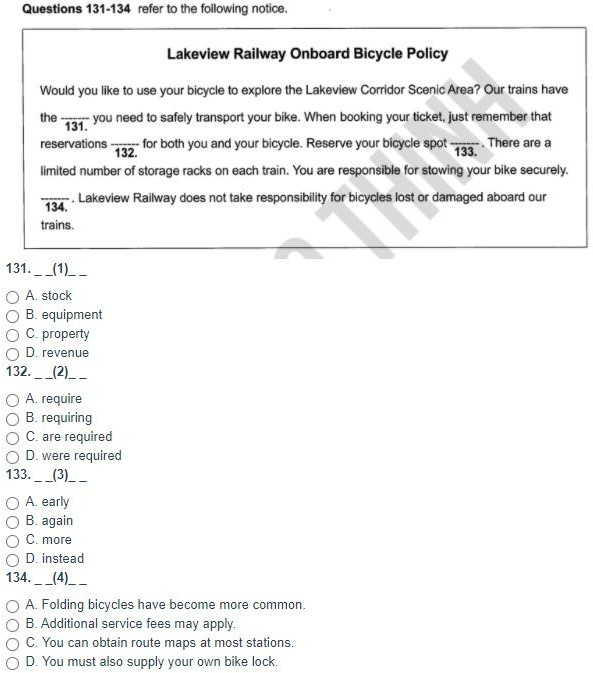 Questions 131-134 refer to the following notice.
Lakeview Railway Onboard Bicycle Policy
Would you like to use your bicycle to explore the Lakeview Corridor Scenic Area? Our trains have
the ------- you need to safely transport your bike. When booking your ticket, just remember that
131.
reservations ------- for both you and your bicycle. Reserve your bicycle spot -------. There are a
132. 133.
limited number of storage racks on each train. You are responsible for stowing your bike securely.
-------. Lakeview Railway does not take responsibility for bicycles lost or damaged aboard our
134.
trains.
THINH
131. _ _(1)_ _
A. stock
B. equipment
C. property
D. revenue
132. _ _(2)_ _
A. require
B. requiring
C. are required
D. were required
133. _ _(3)_ _
A. early
B. again
C. more
D. instead
134. _ _(4)_ _
A. Folding bicycles have become more common.
B. Additional service fees may apply.
C. You can obtain route maps at most stations.
D. You must also supply your own bike lock.